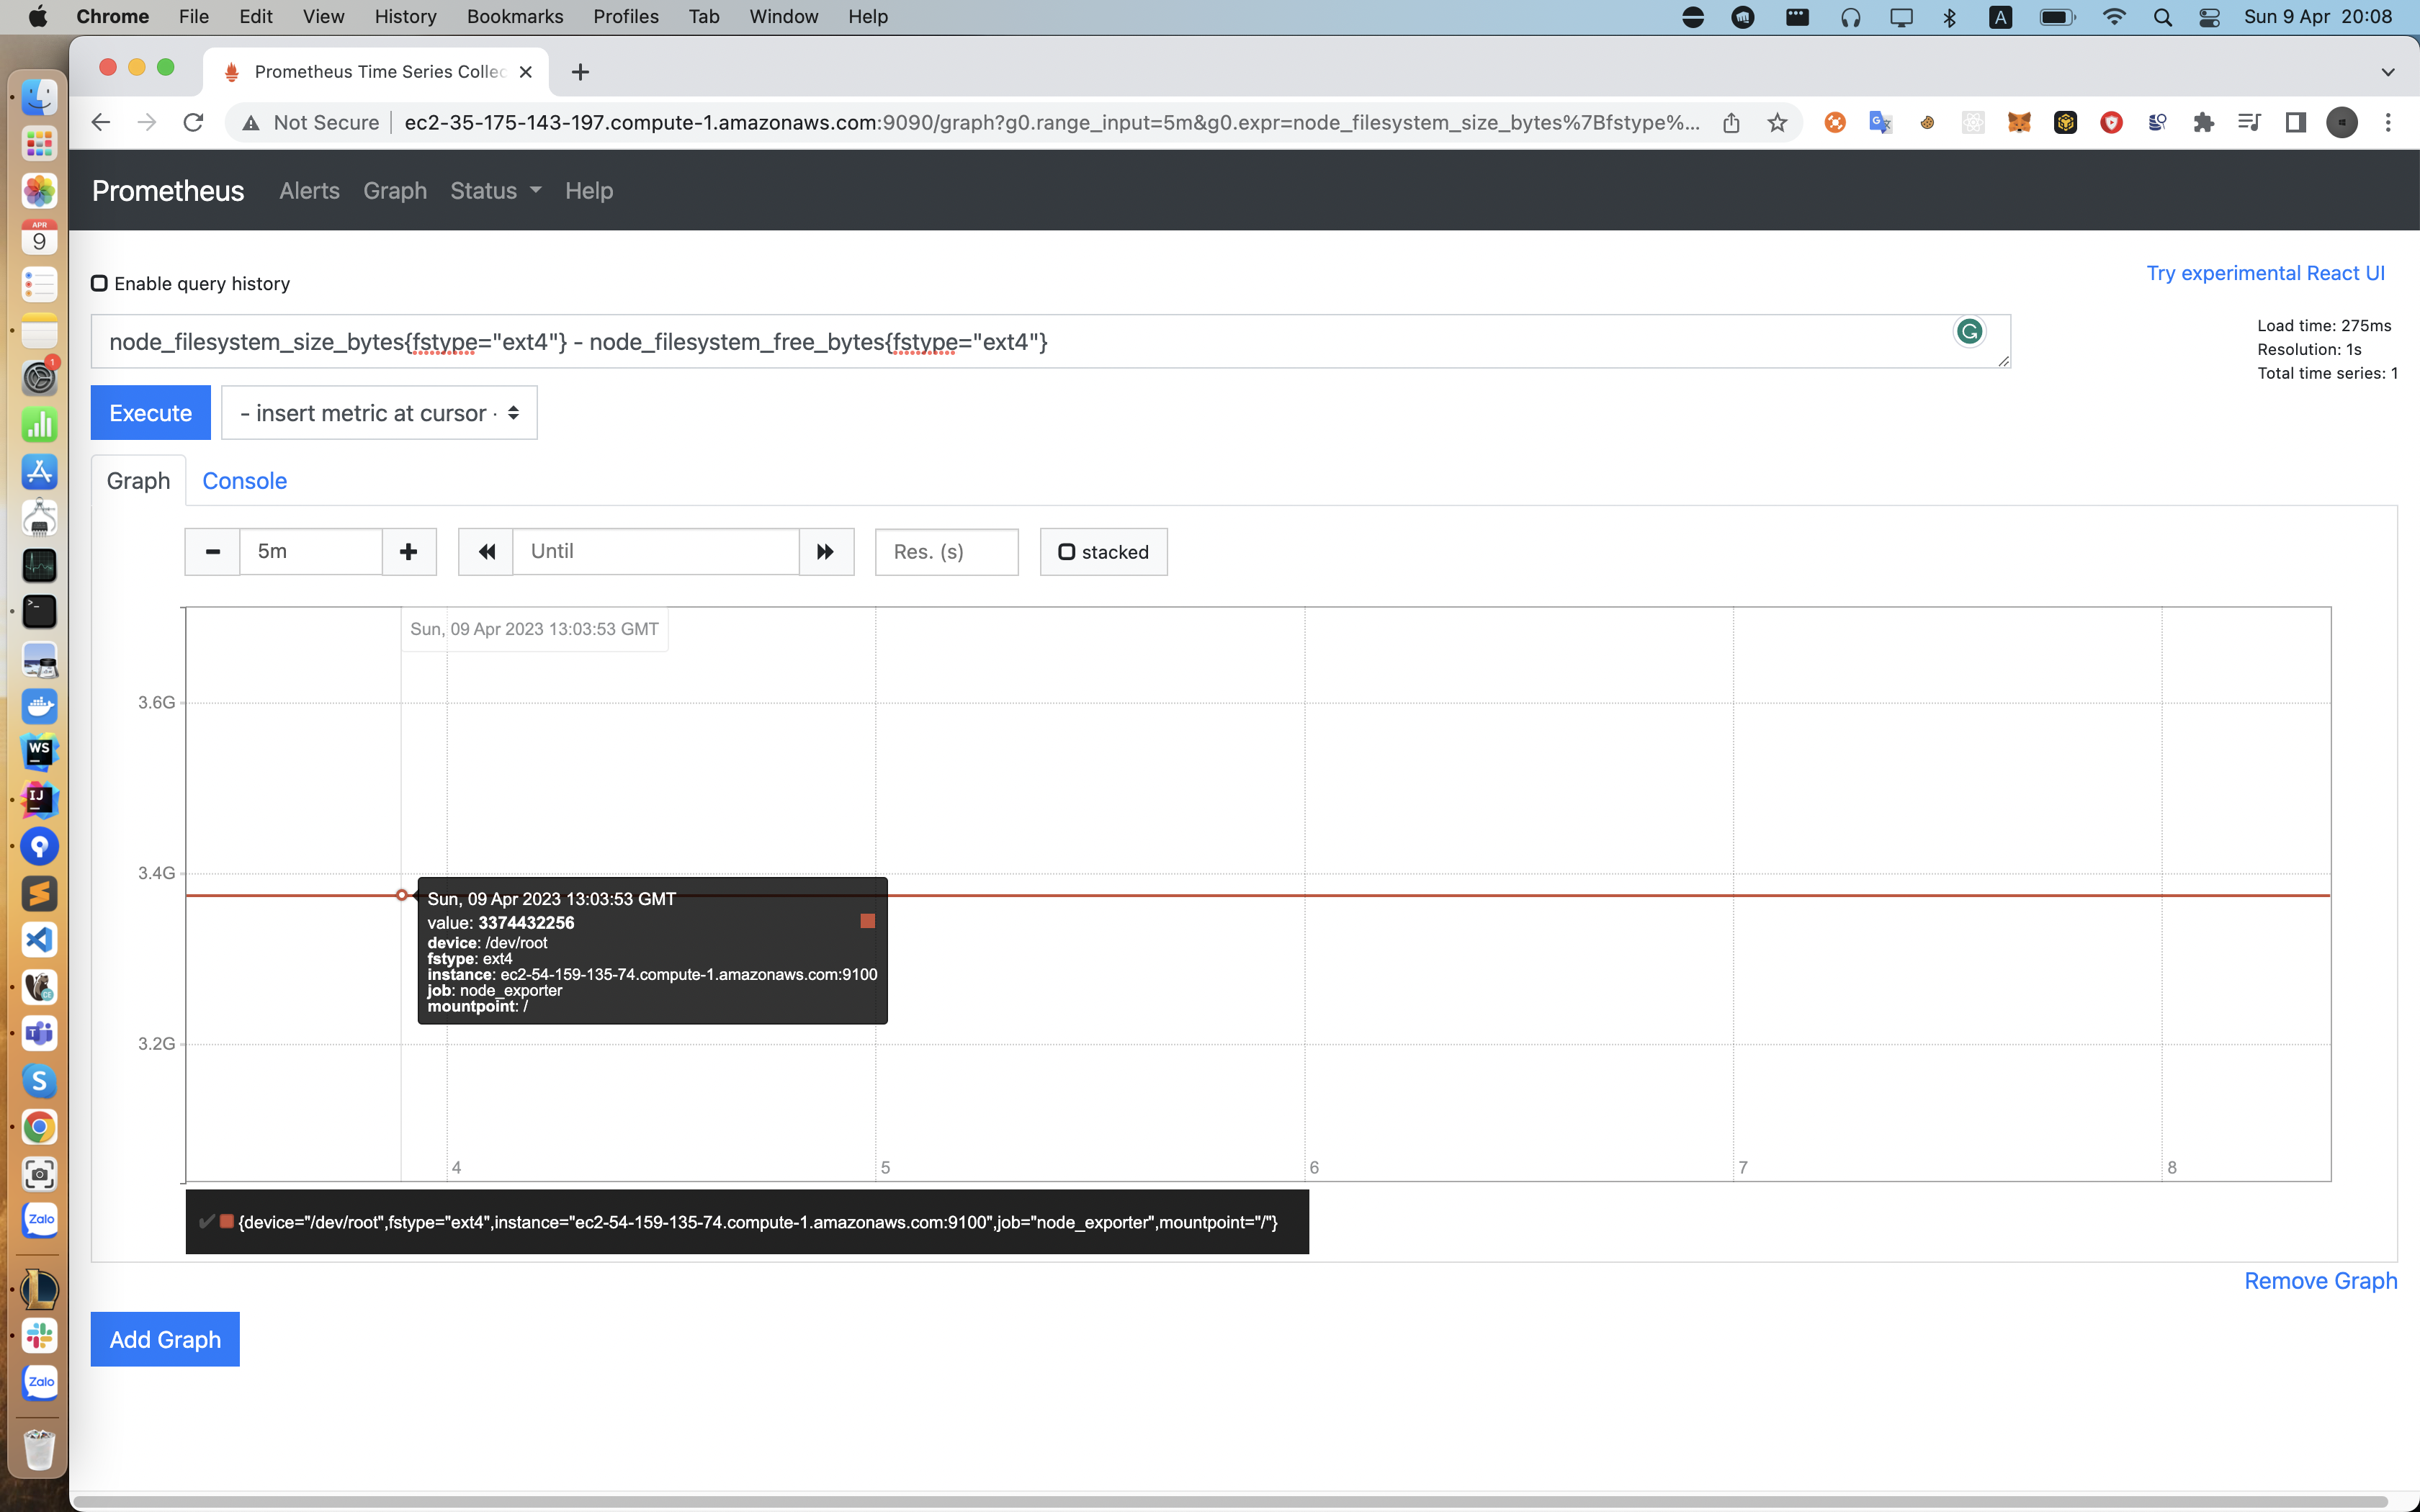 Chrome File Edit View History Bookmarks Profiles Tab Window Help
A
Sun 9 Apr 20:08
Prometheus Time Series Collec
Not Secure ec2-35-175-143-197.compute-1.amazonaws.com:9090/graph?g0.range_input=5m&g0.expr=node_filesystem_size_bytes%7Bfstype%...
Prometheus Alerts Graph Status Help
Enable query history
Try experimental React UI
node_filesystem_size_bytes{fstype="ext4"} - node_filesystem_free_bytes{fstype="ext4"}
Load time: 275ms
Resolution: 1s
Total time series: 1
Execute
- insert metric at cursor -
Graph Console
5m
Until
Res. (s)
stacked
Sun, 09 Apr 2023 13:03:53 GMT
3.6G
3.4G
3.2G
Sun, 09 Apr 2023 13:03:53 GMT
value: 3374432256
device: /dev/root
fstype: ext4
instance: ec2-54-159-135-74.compute-1.amazonaws.com:9100
job: node_exporter
mountpoint: /
4 5 6 7 8
{device="/dev/root",fstype="ext4",instance="ec2-54-159-135-74.compute-1.amazonaws.com:9100",job="node_exporter",mountpoint="/"}
Remove Graph
Add Graph
APR
9
1
WS
IJ
Zalo
Zalo